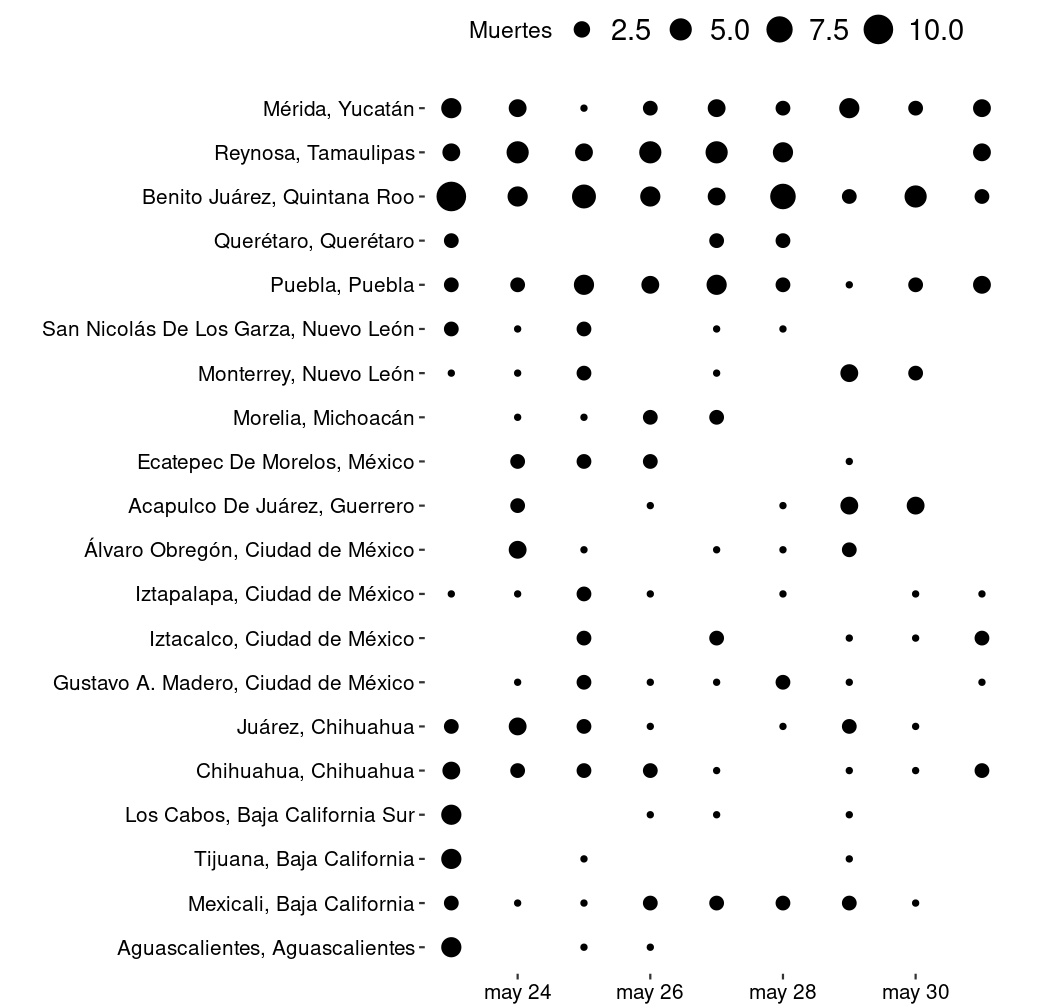 Muertes 2.5 5.0 7.5 10.0
Mérida, Yucatán
Reynosa, Tamaulipas
Benito Juárez, Quintana Roo
Querétaro, Querétaro
Puebla, Puebla
San Nicolás De Los Garza, Nuevo León
Monterrey, Nuevo León
Morelia, Michoacán
Ecatepec De Morelos, México
Acapulco De Juárez, Guerrero
Álvaro Obregón, Ciudad de México
Iztapalapa, Ciudad de México
Iztacalco, Ciudad de México
Gustavo A. Madero, Ciudad de México
Juárez, Chihuahua
Chihuahua, Chihuahua
Los Cabos, Baja California Sur
Tijuana, Baja California
Mexicali, Baja California
Aguascalientes, Aguascalientes
may 24 may 26 may 28 may 30